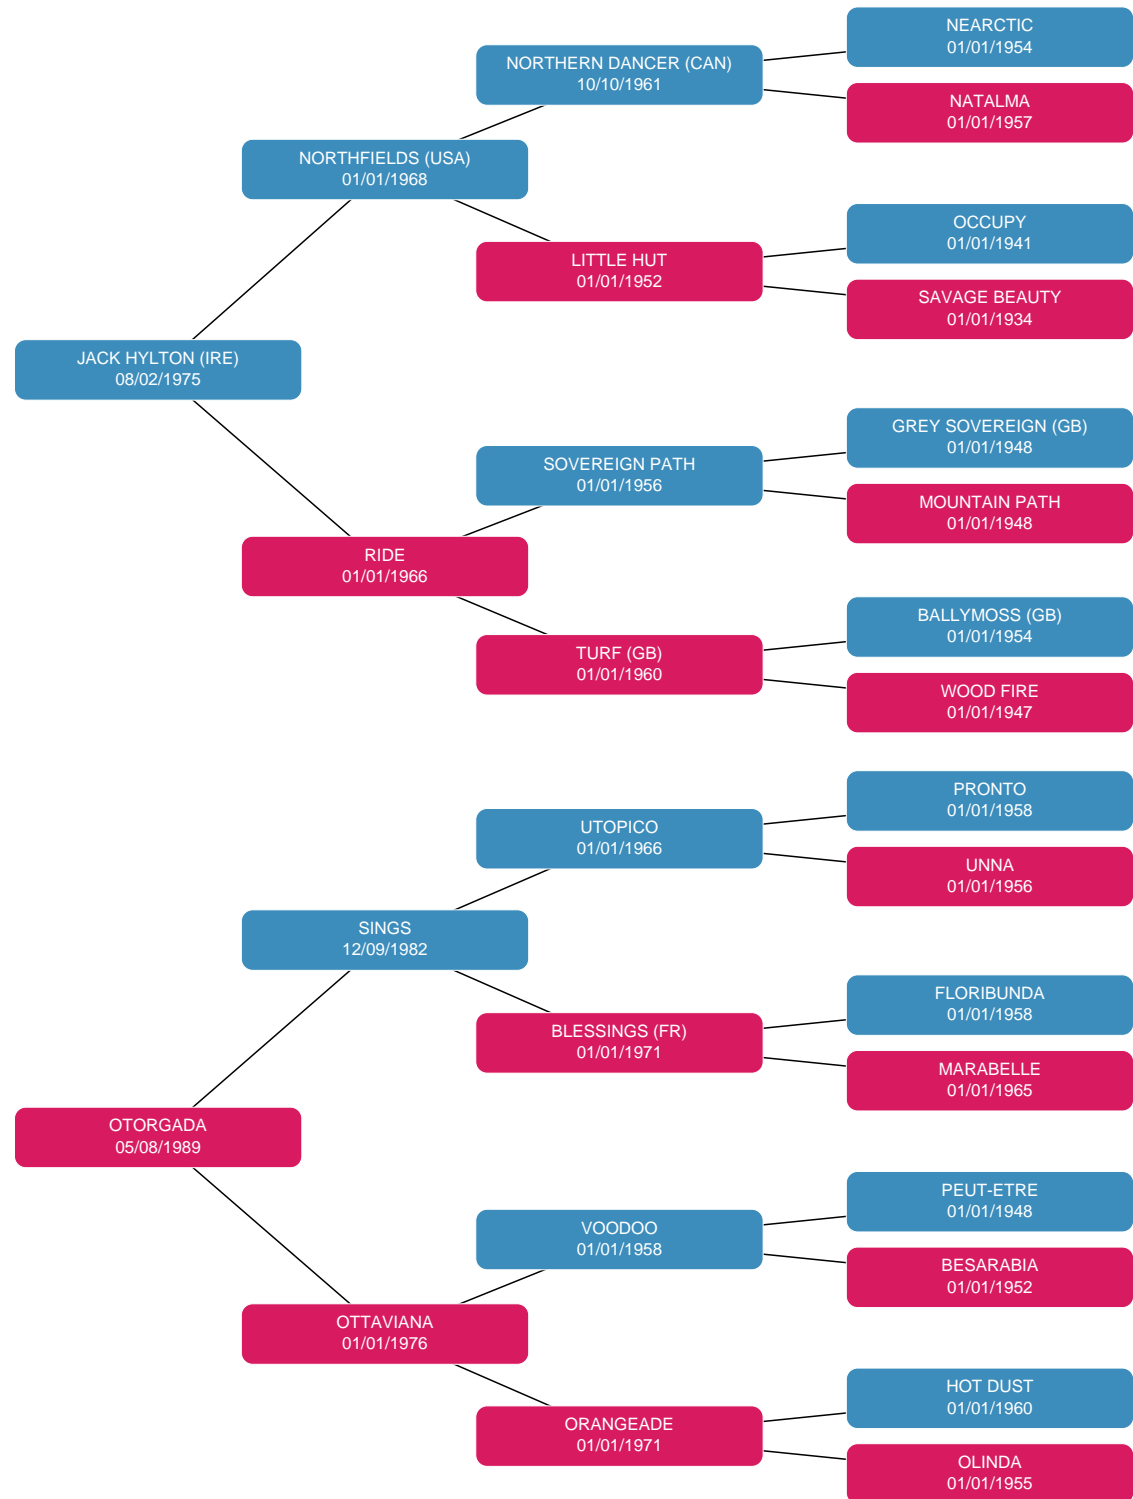 NEARCTIC
01/01/1954
NORTHERN DANCER (CAN)
10/10/1961
NATALMA
01/01/1957
NORTHFIELDS (USA)
01/01/1968
OCCUPY
01/01/1941
LITTLE HUT
01/01/1952
SAVAGE BEAUTY
01/01/1934
JACK HYLTON (IRE)
08/02/1975
GREY SOVEREIGN (GB)
01/01/1948
SOVEREIGN PATH
01/01/1956
MOUNTAIN PATH
01/01/1948
RIDE
01/01/1966
BALLYMOSS (GB)
01/01/1954
TURF (GB)
01/01/1960
WOOD FIRE
01/01/1947
PRONTO
01/01/1958
UTOPICO
01/01/1966
UNNA
01/01/1956
SINGS
12/09/1982
FLORIBUNDA
01/01/1958
BLESSINGS (FR)
01/01/1971
MARABELLE
01/01/1965
OTORGADA
05/08/1989
PEUT-ETRE
01/01/1948
VOODOO
01/01/1958
BESARABIA
01/01/1952
OTTAVIANA
01/01/1976
HOT DUST
01/01/1960
ORANGEADE
01/01/1971
OLINDA
01/01/1955